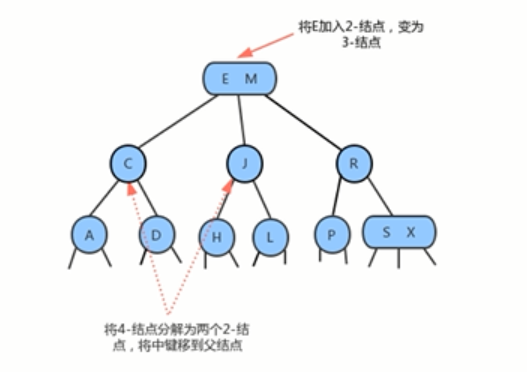 将E加入2-结点，变为
3-结点
E M
C J R
A D H L P S X
将4-结点分解为两个2-结
点，将中键移到父结点